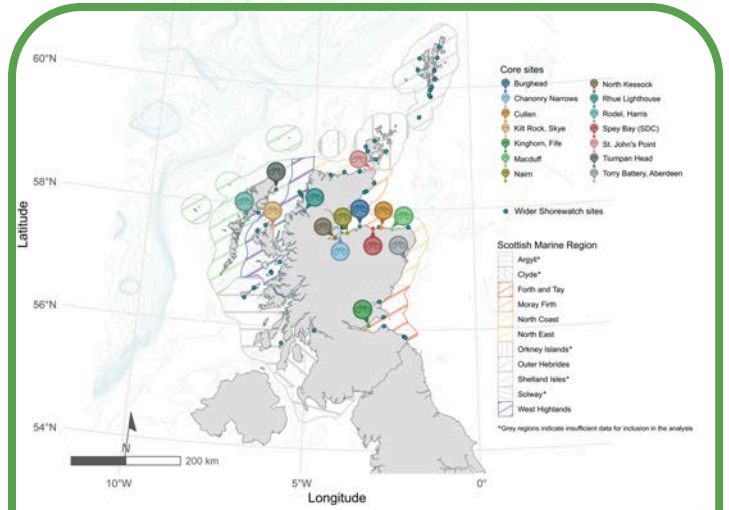 60°N
58°N
56°N
54°N
Latitude
10°W
5°W
0°
Longitude
N
200 km
Core sites
Burghead
Chanonry Narrows
Cullen
Kilt Rock, Skye
Kinghorn, Fife
Macduff
Nairn
North Kessock
Rhue Lighthouse
Rodel, Harris
Spey Bay (SDC)
St. John's Point
Tiumpan Head
Torry Battery, Aberdeen
Wider Shorewatch sites
Scottish Marine Region
Argyll*
Clyde*
Forth and Tay
Moray Firth
North Coast
North East
Orkney Islands*
Outer Hebrides
Shetland Isles*
Solway*
West Highlands
*Grey regions indicate insufficient data for inclusion in the analysis